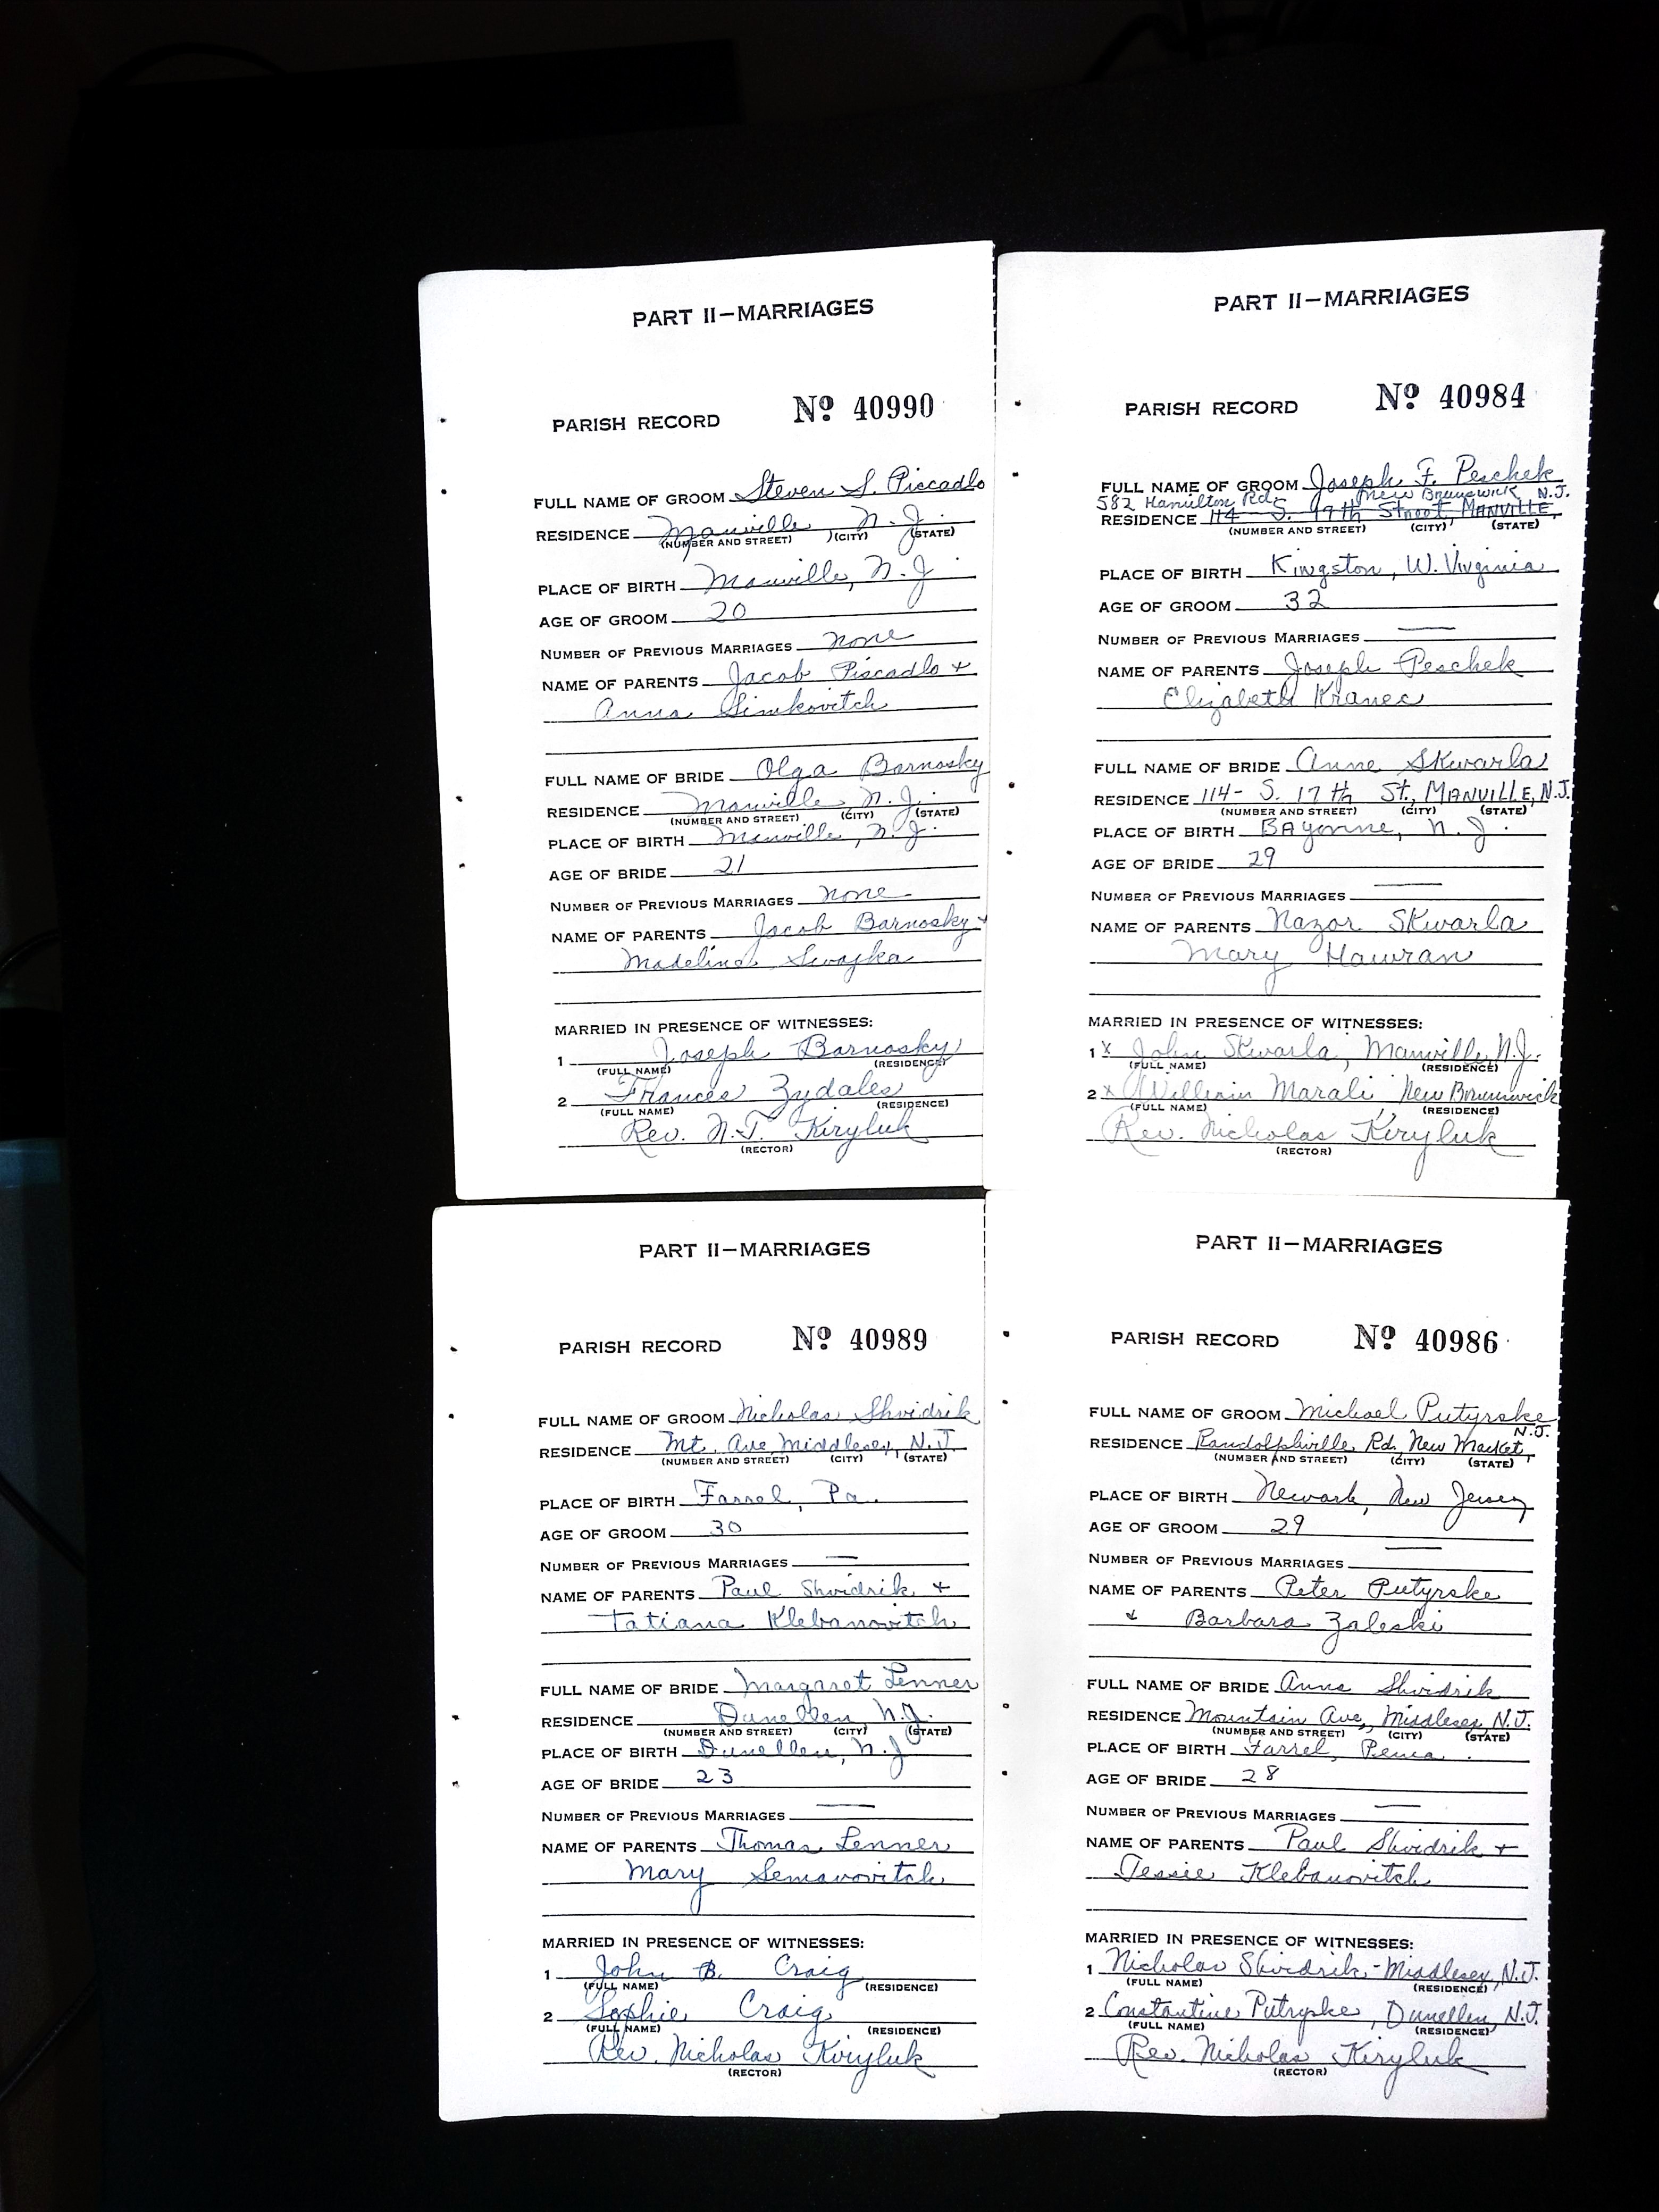 PART II—MARRIAGES
PARISH RECORD Nº 40990
FULL NAME OF GROOM Steven S. Piscadlo
RESIDENCE Manville, N.J.
(NUMBER AND STREET) (CITY) (STATE)
PLACE OF BIRTH Manville, N.J
AGE OF GROOM 20
NUMBER OF PREVIOUS MARRIAGES none
NAME OF PARENTS Jacob Piscadlo +
Anna Simkovitch
FULL NAME OF BRIDE Olga Barnosky
RESIDENCE Manville, N.J.
(NUMBER AND STREET) (CITY) (STATE)
PLACE OF BIRTH Manville, N.J.
AGE OF BRIDE 21
NUMBER OF PREVIOUS MARRIAGES none
NAME OF PARENTS Jacob Barnosky +
Madeline
MARRIED IN PRESENCE OF WITNESSES:
1 Joseph Barnosky
(FULL NAME) (RESIDENCE)
2 Frances Zydales
(FULL NAME) (RESIDENCE)
Rev. N.T. Kiryluk
(RECTOR)
PART II—MARRIAGES
PARISH RECORD Nº 40984
FULL NAME OF GROOM Joseph F. Peschek
582 Hamilton Rd. New Brunswick, N.J.
RESIDENCE 114 S. 17th Street, MANVILLE,
(NUMBER AND STREET) (CITY) (STATE)
PLACE OF BIRTH Kingston, W. Virginia
AGE OF GROOM 32
NUMBER OF PREVIOUS MARRIAGES —
NAME OF PARENTS Joseph Peschek
Elizabeth Kranec
FULL NAME OF BRIDE Anne Skwarla
RESIDENCE 114- S. 17th St., MANVILLE, N.J.
(NUMBER AND STREET) (CITY) (STATE)
PLACE OF BIRTH BAyonne, N.J.
AGE OF BRIDE 29
NUMBER OF PREVIOUS MARRIAGES —
NAME OF PARENTS Nazor Skwarla
Mary Hawran
MARRIED IN PRESENCE OF WITNESSES:
1 x John Skwarla, Manville, N.J.
(FULL NAME) (RESIDENCE)
2 x William Marali New Brunswick
(FULL NAME) (RESIDENCE)
Rev. Nicholas Kiryluk
(RECTOR)
PART II—MARRIAGES
PARISH RECORD Nº 40989
FULL NAME OF GROOM Nicholas Shvidrik
RESIDENCE Mt. Ave Middlesex, N.J
(NUMBER AND STREET) (CITY) (STATE)
PLACE OF BIRTH Farrel, Pa.
AGE OF GROOM 30
NUMBER OF PREVIOUS MARRIAGES —
NAME OF PARENTS Paul Shvidrik +
Tatiana Klebanovitch
FULL NAME OF BRIDE Margaret Lenner
RESIDENCE Dunellen, N.J.
(NUMBER AND STREET) (CITY) (STATE)
PLACE OF BIRTH Dunellen, N.J
AGE OF BRIDE 23
NUMBER OF PREVIOUS MARRIAGES —
NAME OF PARENTS Thomas Lenner
Mary Semanovitch
MARRIED IN PRESENCE OF WITNESSES:
1 John B. Craig
(FULL NAME) (RESIDENCE)
2 Sophie Craig
(FULL NAME) (RESIDENCE)
Rev. Nicholas Kiryluk
(RECTOR)
PART II—MARRIAGES
PARISH RECORD Nº 40986
FULL NAME OF GROOM Michael Putyrske
N.J.
RESIDENCE Randolphville Rd, New Market,
(NUMBER AND STREET) (CITY) (STATE)
PLACE OF BIRTH Newark, New Jersey
AGE OF GROOM 29
NUMBER OF PREVIOUS MARRIAGES —
NAME OF PARENTS Peter Putyrske
+ Barbara Zaleski
FULL NAME OF BRIDE Anna Shvidrik
RESIDENCE Mountain Ave, Middlesex, N.J.
(NUMBER AND STREET) (CITY) (STATE)
PLACE OF BIRTH Farrel, Penna.
AGE OF BRIDE 28
NUMBER OF PREVIOUS MARRIAGES —
NAME OF PARENTS Paul Shvidrik +
Tessie Klebanovitch
MARRIED IN PRESENCE OF WITNESSES:
1 Nicholas Shvidrik - Middlesex, N.J.
(FULL NAME) (RESIDENCE)
2 Constantine Putryske, Dunellen, N.J.
(FULL NAME) (RESIDENCE)
Rev. Nicholas Kiryluk
(RECTOR)